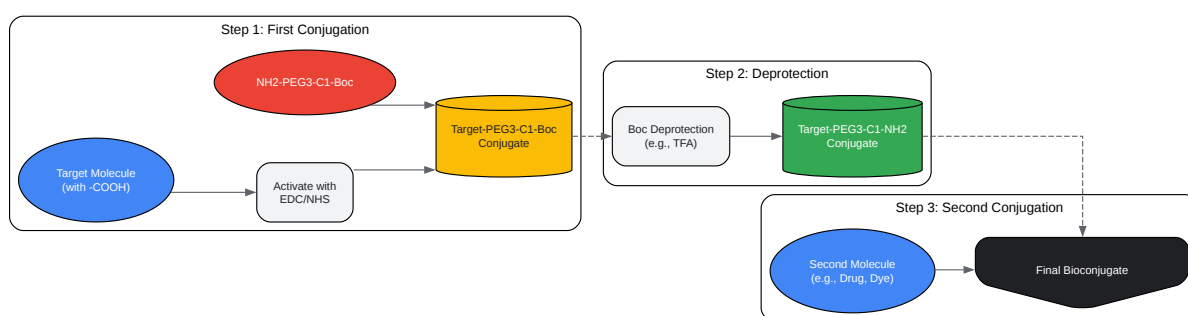 Step 1: First Conjugation
NH2-PEG3-C1-Boc
Target Molecule
(with -COOH)
Activate with
EDC/NHS
Target-PEG3-C1-Boc
Conjugate
Step 2: Deprotection
Boc Deprotection
(e.g., TFA)
Target-PEG3-C1-NH2
Conjugate
Step 3: Second Conjugation
Second Molecule
(e.g., Drug, Dye)
Final Bioconjugate